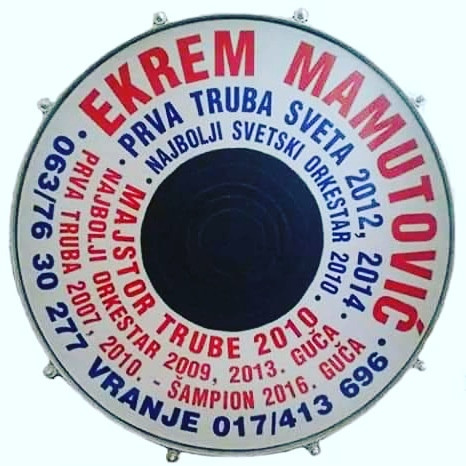 EKREM MAMUTOVIĆ
• PRVA TRUBA SVETA 2012, 2014 •
• NAJBOLJI SVETSKI ORKESTAR 2010 •
MAJSTOR TRUBE 2010
NAJBOLJI ORKESTAR 2009, 2013. GUČA
PRVA TRUBA 2007, 2010. - ŠAMPION 2016. GUČA
• 063/76 30 277 VRANJE 017/413 696 •